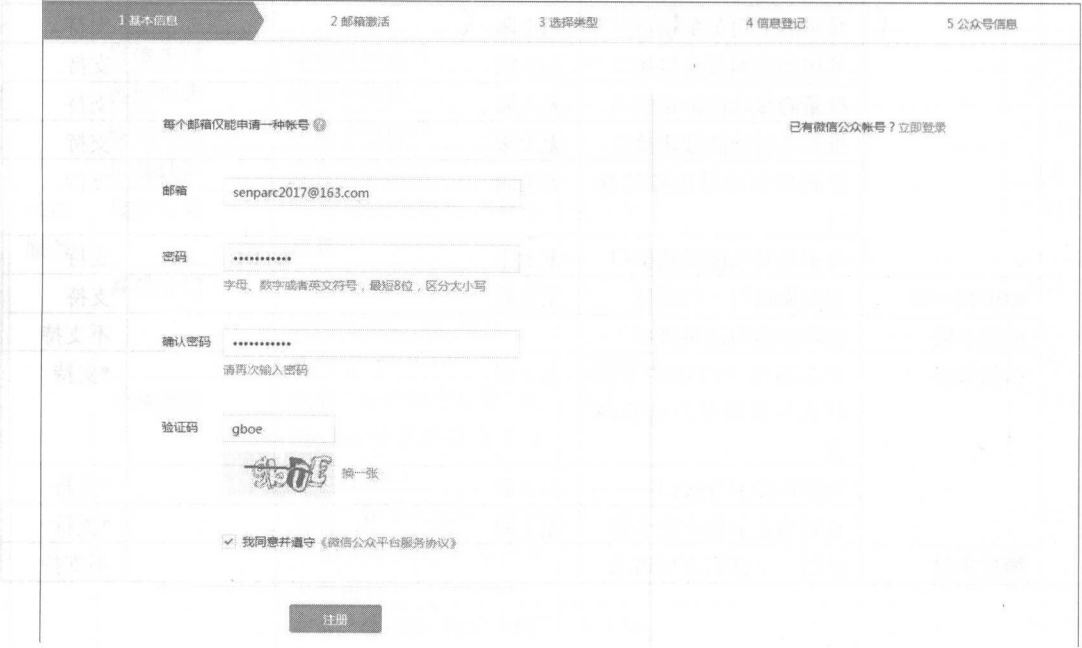 1 基本信息
2 邮箱激活
3 选择类型
4 信息登记
5 公众号信息
每个邮箱仅能申请一种帐号
已有微信公众帐号？立即登录
邮箱
senparc2017@163.com
密码
•••••••••••
字母、数字或者英文符号，最短8位，区分大小写
确认密码
•••••••••••
请再次输入密码
验证码
gboe
换一张
我同意并遵守《微信公众平台服务协议》
注册